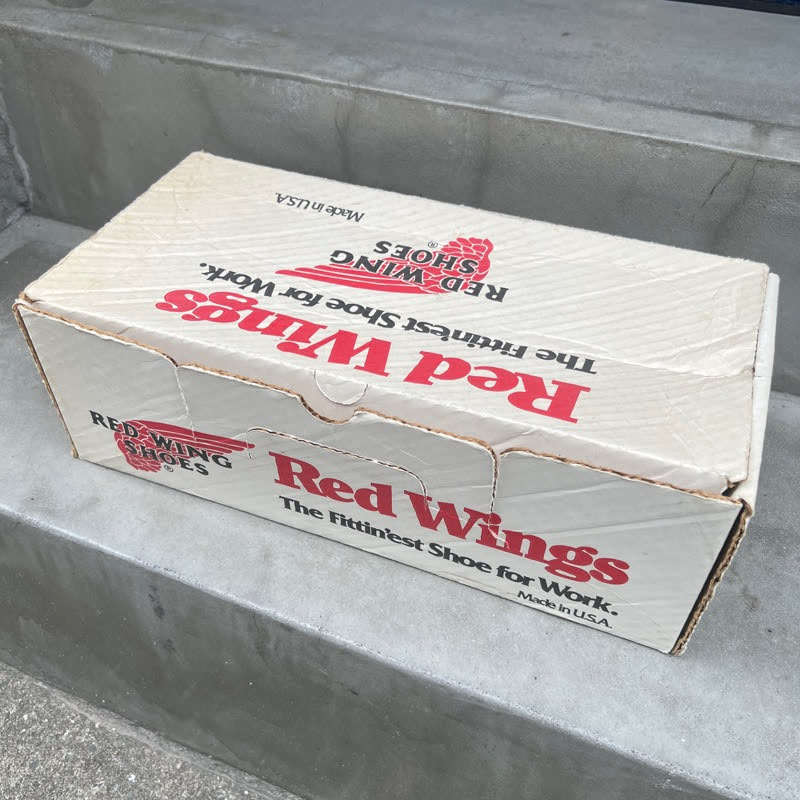 Made in U.S.A.
RED WING
SHOES
®
The Fittin'est Shoe for Work.
Red Wings
RED WING
SHOES
®
Red Wings
The Fittin'est Shoe for Work.
Made in U.S.A.